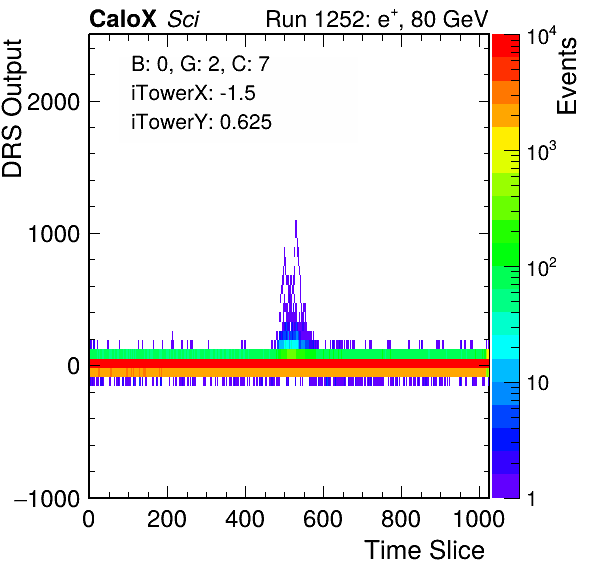 CaloX Sci
Run 1252: e⁺, 80 GeV
B: 0, G: 2, C: 7
iTowerX: -1.5
iTowerY: 0.625
DRS Output
2000
1000
0
−1000
0
200
400
600
800
1000
Time Slice
10⁴
10³
10²
10
1
Events